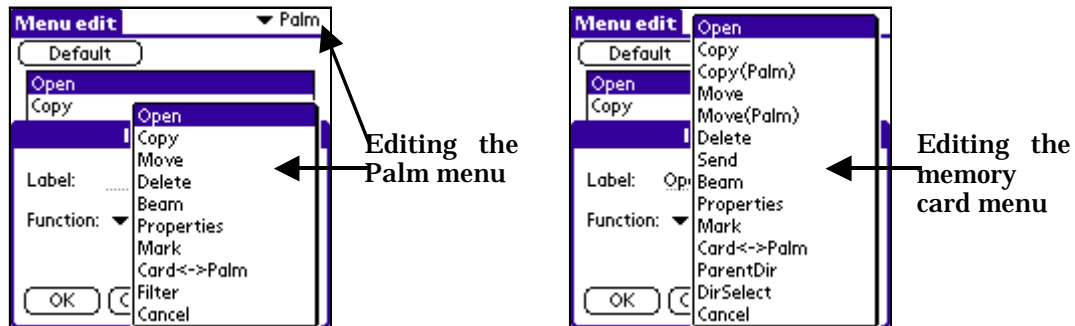 Menu edit
Palm
Default
Open
Copy
Label:
Function:
OK
Open
Copy
Move
Delete
Beam
Properties
Mark
Card<->Palm
Filter
Cancel
Editing the
Palm menu
Menu edit
Default
Open
Copy
Label:
Function:
OK
Open
Copy
Copy(Palm)
Move
Move(Palm)
Delete
Send
Beam
Properties
Mark
Card<->Palm
ParentDir
DirSelect
Cancel
Editing the
memory
card menu